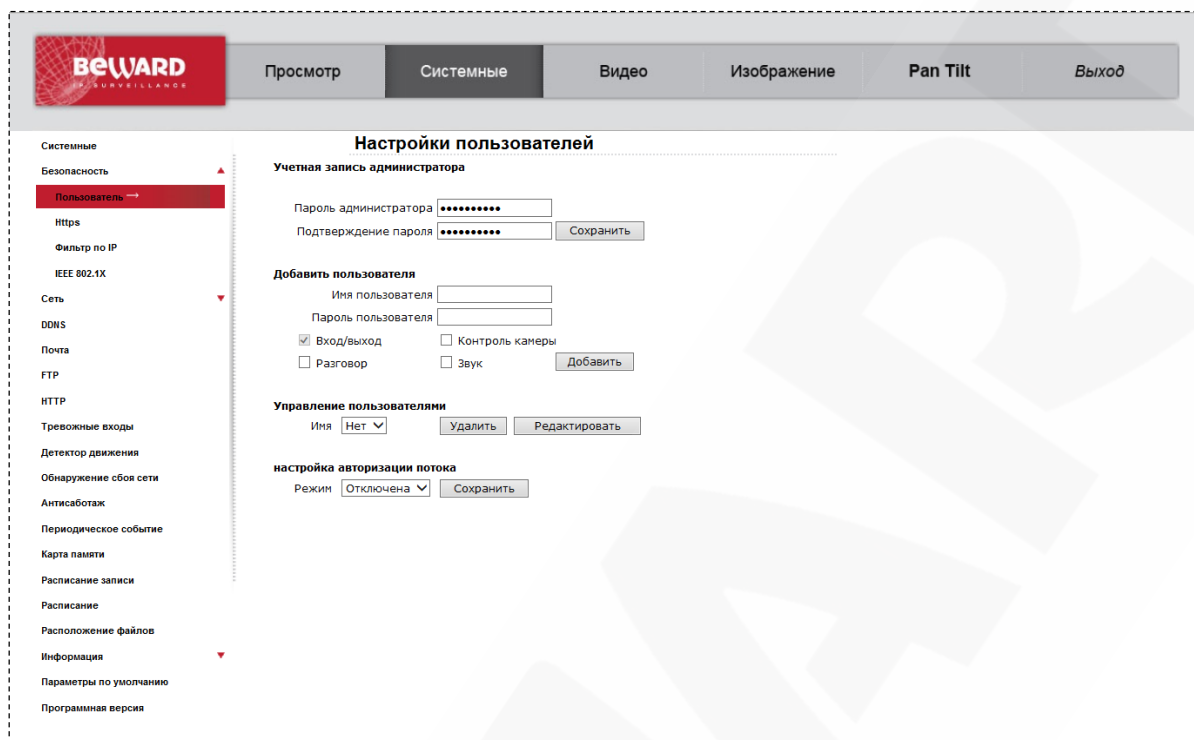 BEWARD
IP SURVEILLANCE
Просмотр
Системные
Видео
Изображение
Pan Tilt
Выход
Системные
Безопасность
Пользователь →
Https
Фильтр по IP
IEEE 802.1X
Сеть
DDNS
Почта
FTP
HTTP
Тревожные входы
Детектор движения
Обнаружение сбоя сети
Антисаботаж
Периодическое событие
Карта памяти
Расписание записи
Расписание
Расположение файлов
Информация
Параметры по умолчанию
Программная версия
Настройки пользователей
Учетная запись администратора
Пароль администратора ••••••••••
Подтверждение пароля •••••••••• Сохранить
Добавить пользователя
Имя пользователя
Пароль пользователя
Вход/выход Контроль камеры
Разговор Звук Добавить
Управление пользователями
Имя Нет Удалить Редактировать
настройка авторизации потока
Режим Отключена Сохранить